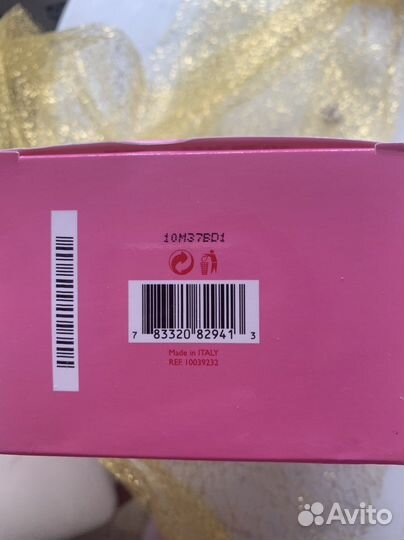 10M37BD1
7 83320 82941 3
Made in ITALY
REF. 10039232
Avito